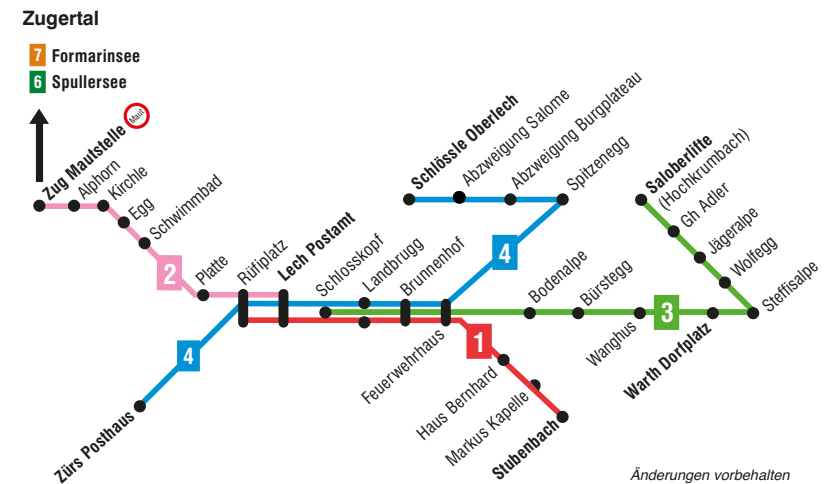 Zugertal
7 Formarinsee
6 Spullersee
Zug Mautstelle
Maut
Alphorn
Kirchle
Egg
Schwimmbad
2
Platte
Rüfiplatz
Lech Postamt
Schlosskopf
Landbrugg
Brunnenhof
Schlössle Oberlech
Abzweigung Salome
Abzweigung Burgplateau
Spitzenegg
4
Saloberlifte
(Hochkrumbach)
Gh Adler
Jägeralpe
Wolfegg
Steffisalpe
Bodenalpe
Bürstegg
Wanghus
3
Warth Dorfplatz
Feuerwehrhaus
1
Haus Bernhard
Markus Kapelle
Stubenbach
4
Zürs Posthaus
Änderungen vorbehalten